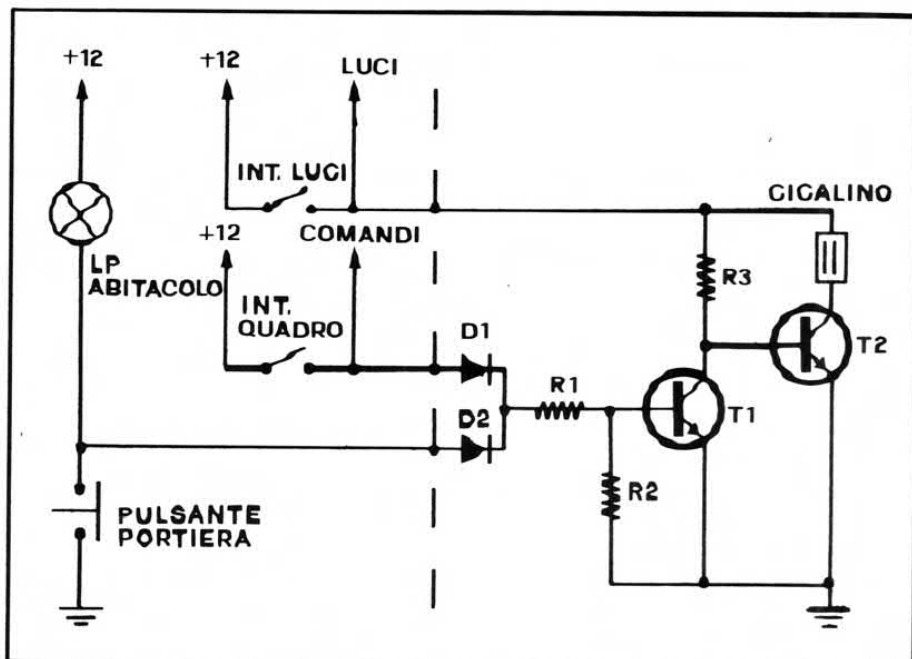 +12
+12
LUCI
INT. LUCI
CICALINO
+12
COMANDI
LP
ABITACOLO
R3
INT.
QUADRO
D1
T2
R1
D2
T1
R2
PULSANTE
PORTIERA